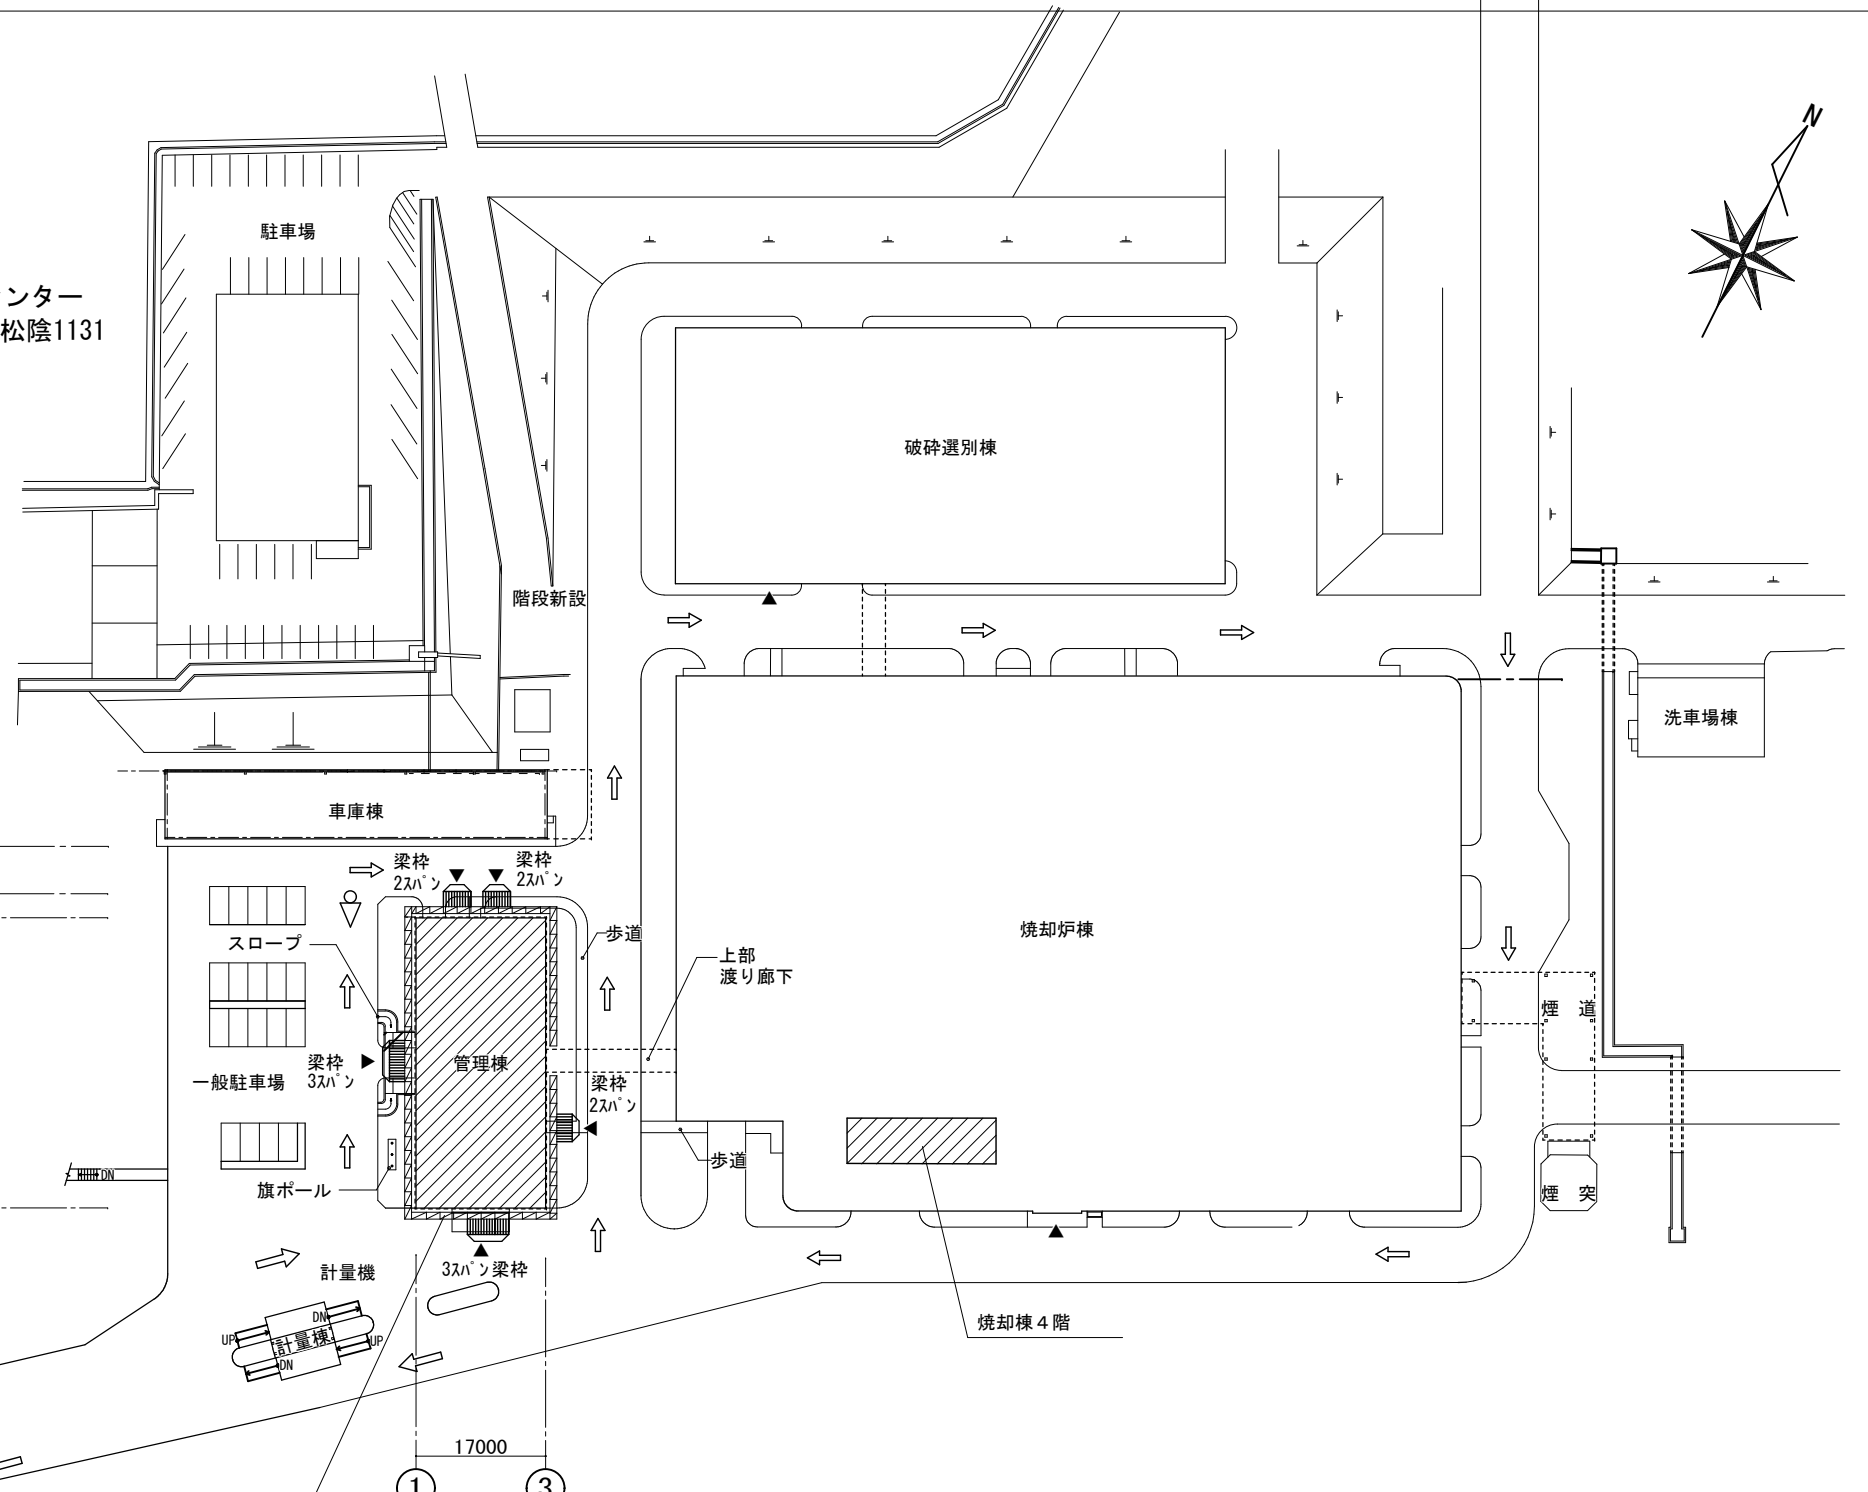 N
駐車場
ンター
松陰1131
破砕選別棟
階段新設
洗車場棟
車庫棟
梁枠
2スパン
梁枠
2スパン
スロープ
歩道
上部
渡り廊下
焼却炉棟
煙 道
管理棟
梁枠
3スパン
一般駐車場
梁枠
2スパン
歩道
DN
旗ポール
煙 突
計量機
3スパン梁枠
焼却棟4階
DN
UP
計量棟
UP
DN
17000
1
3